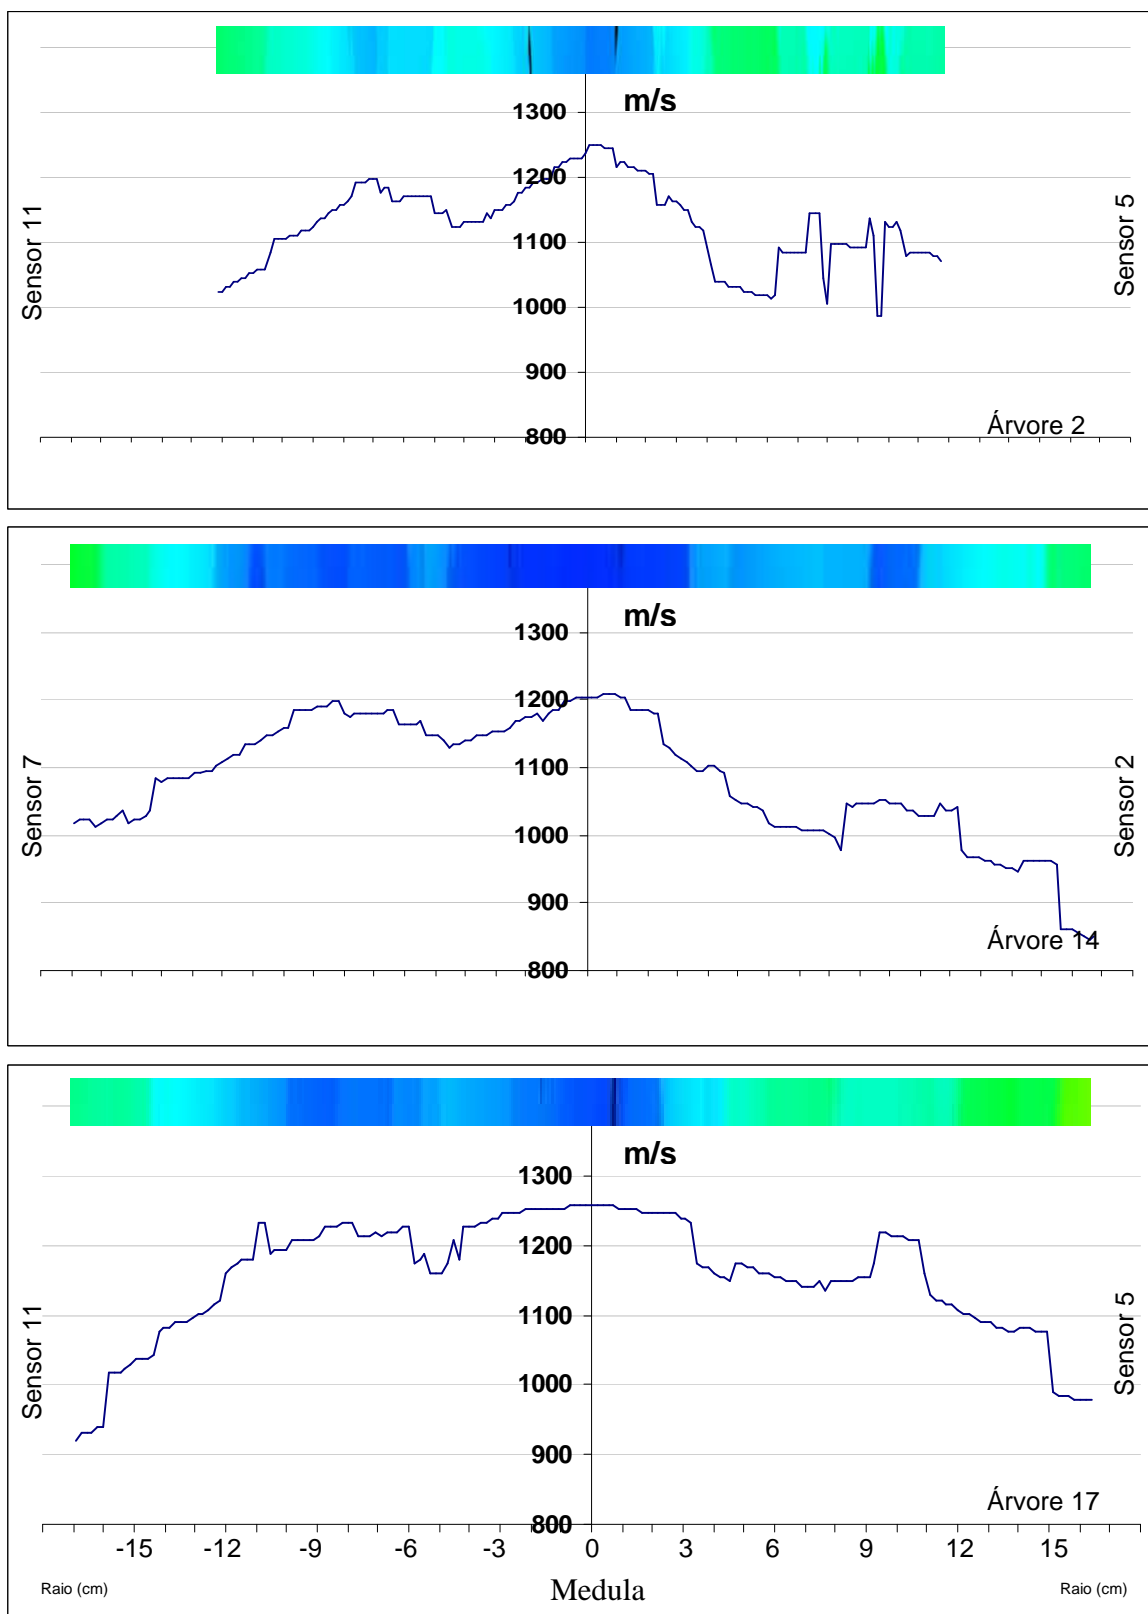 m/s
1300
1200
1100
1000
900
800
Sensor 11
Sensor 5
Árvore 2
m/s
1300
1200
1100
1000
900
800
Sensor 7
Sensor 2
Árvore 14
m/s
1300
1200
1100
1000
900
800
Sensor 11
Sensor 5
Árvore 17
-15 -12 -9 -6 -3 0 3 6 9 12 15
Raio (cm) Medula Raio (cm)